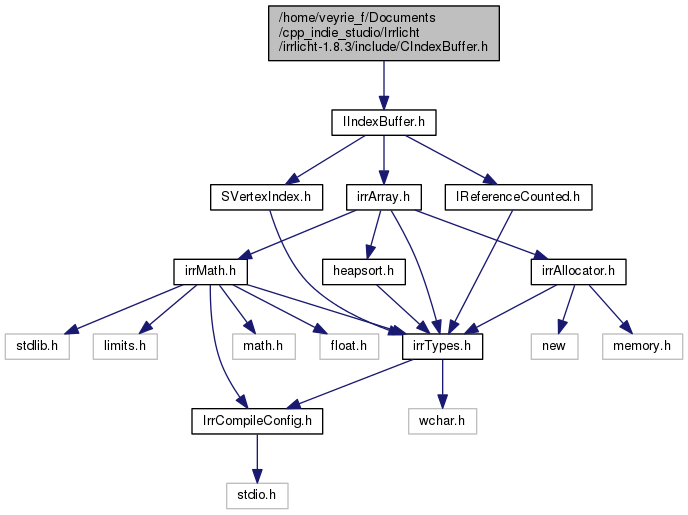 /home/veyrie_f/Documents
/cpp_indie_studio/Irrlicht
/irrlicht-1.8.3/include/CIndexBuffer.h
IIndexBuffer.h
SVertexIndex.h
irrArray.h
IReferenceCounted.h
irrMath.h
heapsort.h
irrAllocator.h
stdlib.h
limits.h
math.h
float.h
irrTypes.h
new
memory.h
IrrCompileConfig.h
wchar.h
stdio.h